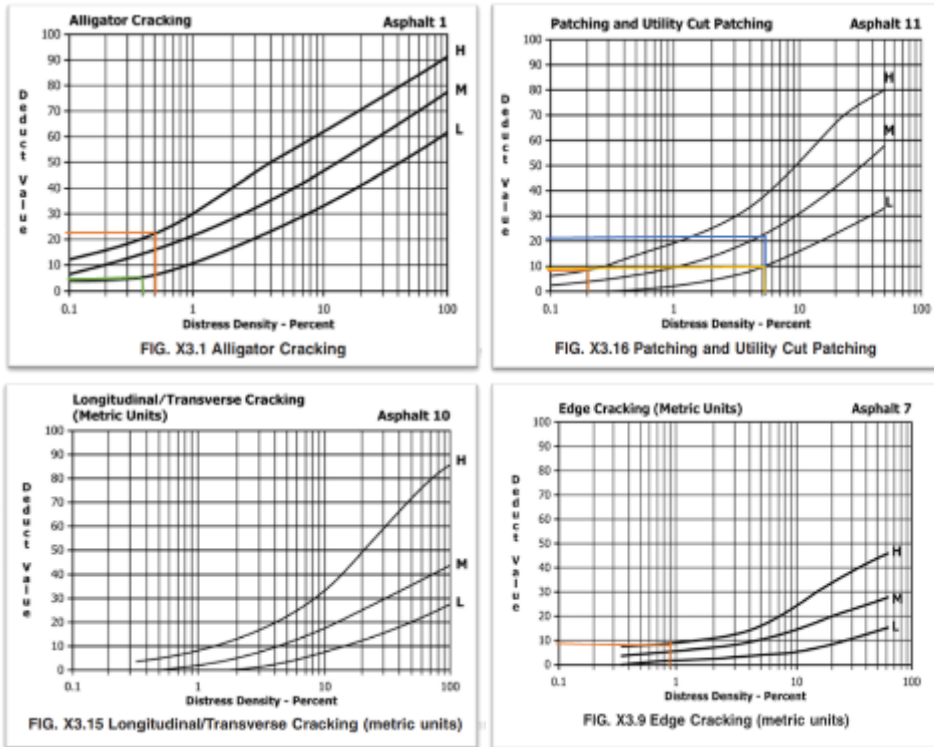 Alligator Cracking Asphalt 1
100
90
80
70
60
50
40
30
20
10
0
Deduct Value
H
M
L
0.1 1 10 100
Distress Density - Percent
FIG. X3.1 Alligator Cracking
Patching and Utility Cut Patching Asphalt 11
100
90
80
70
60
50
40
30
20
10
0
Deduct Value
H
M
L
0.1 1 10 100
Distress Density - Percent
FIG. X3.16 Patching and Utility Cut Patching
Longitudinal/Transverse Cracking
(Metric Units) Asphalt 10
100
90
80
70
60
50
40
30
20
10
0
Deduct Value
H
M
L
0.1 1 10 100
Distress Density - Percent
FIG. X3.15 Longitudinal/Transverse Cracking (metric units)
Edge Cracking (Metric Units) Asphalt 7
100
90
80
70
60
50
40
30
20
10
0
Deduct Value
H
M
L
0.1 1 10 100
Distress Density - Percent
FIG. X3.9 Edge Cracking (metric units)